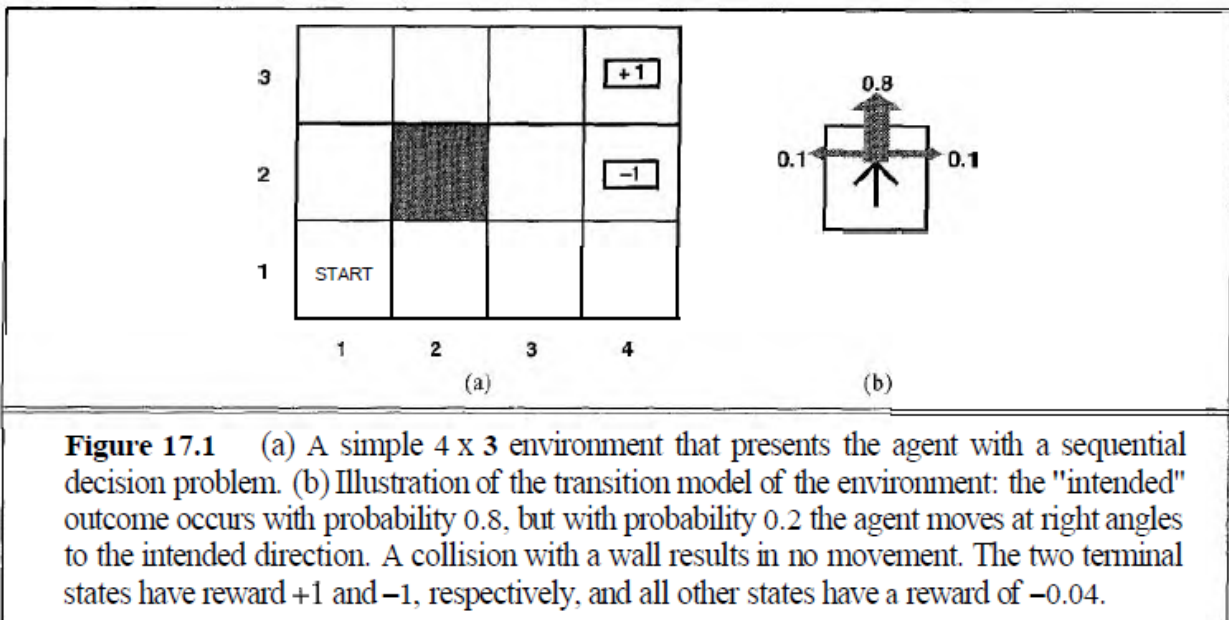 3
+1
0.8
0.1
0.1
2
-1
1
START
1
2
3
4
(a)
(b)
Figure 17.1 (a) A simple 4 x 3 environment that presents the agent with a sequential
decision problem. (b) Illustration of the transition model of the environment: the "intended"
outcome occurs with probability 0.8, but with probability 0.2 the agent moves at right angles
to the intended direction. A collision with a wall results in no movement. The two terminal
states have reward +1 and –1, respectively, and all other states have a reward of –0.04.